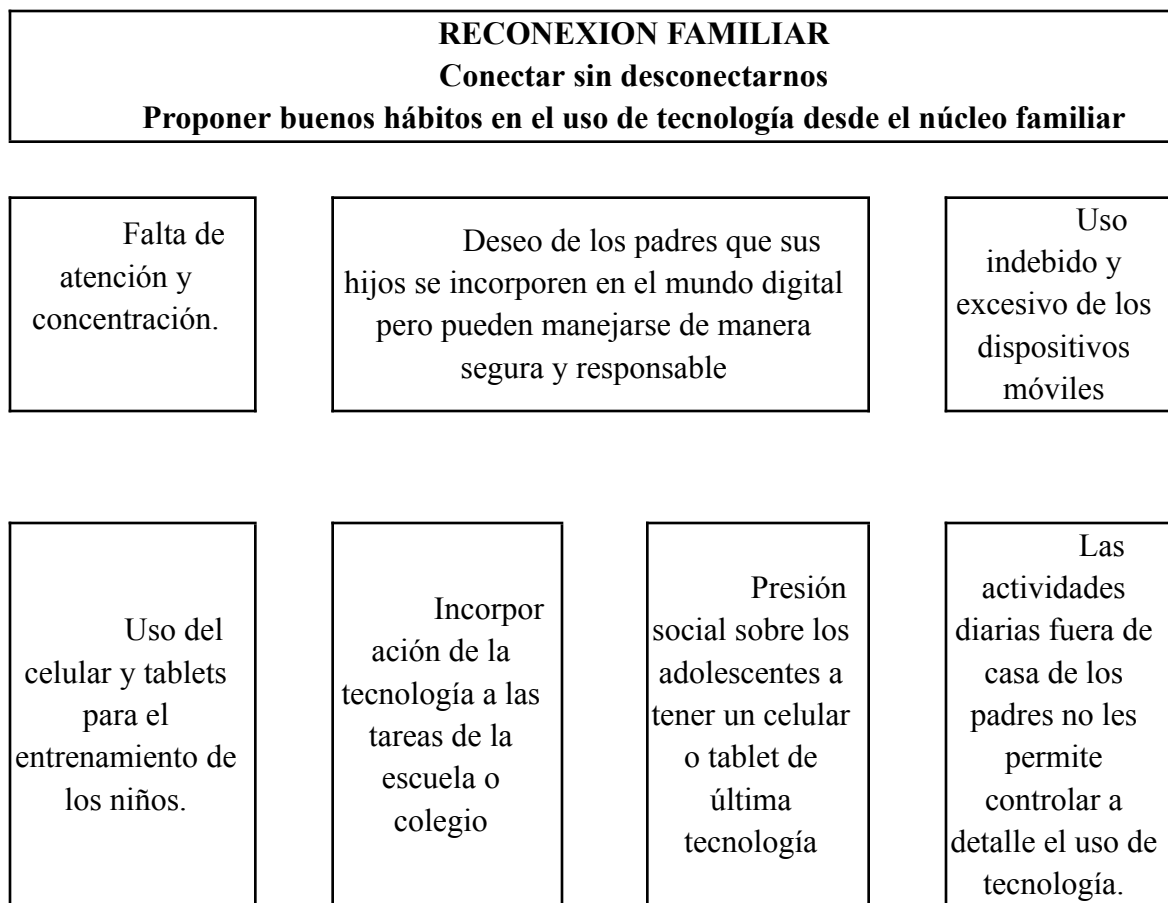 RECONEXION FAMILIAR
Conectar sin desconectarnos
Proponer buenos hábitos en el uso de tecnología desde el núcleo familiar
Falta de
atención y
concentración.
Deseo de los padres que sus
hijos se incorporen en el mundo digital
pero pueden manejarse de manera
segura y responsable
Uso
indebido y
excesivo de los
dispositivos
móviles
Uso del
celular y tablets
para el
entrenamiento de
los niños.
Incorpor
ación de la
tecnología a las
tareas de la
escuela o
colegio
Presión
social sobre los
adolescentes a
tener un celular
o tablet de
última
tecnología
Las
actividades
diarias fuera de
casa de los
padres no les
permite
controlar a
detalle el uso de
tecnología.